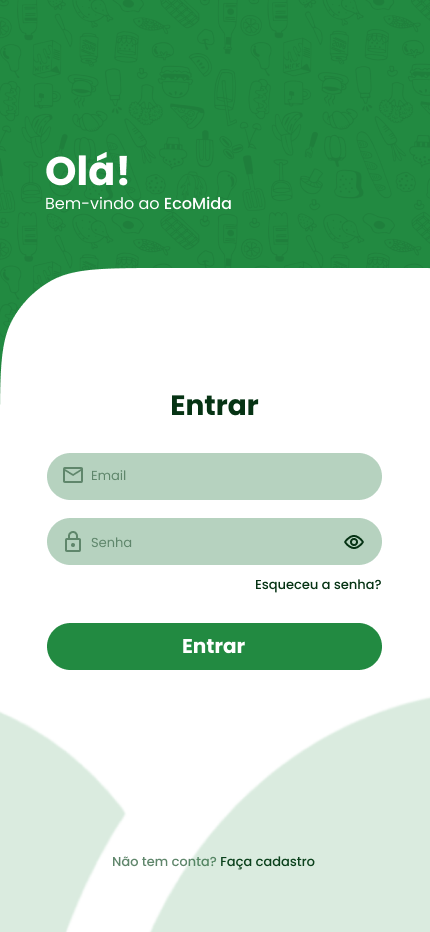 Olá!
Bem-vindo ao EcoMida
Entrar
Email
Senha
Esqueceu a senha?
Entrar
Não tem conta? Faça cadastro